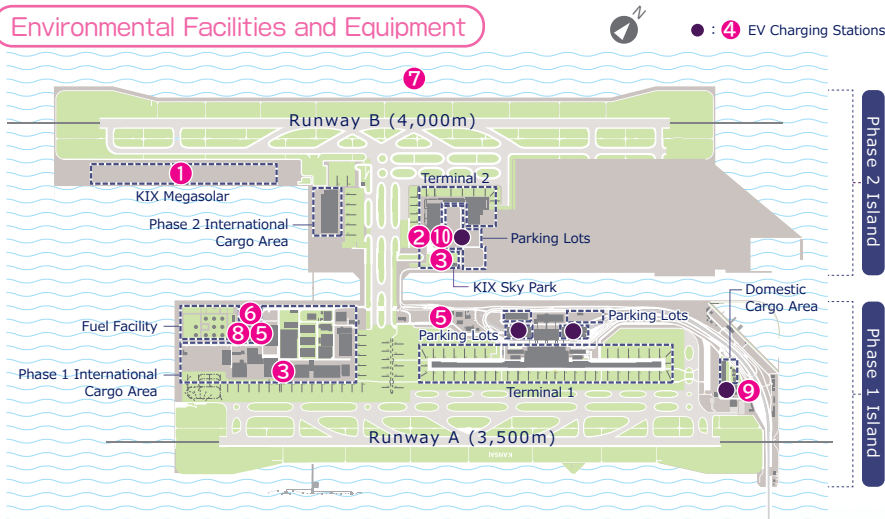 Environmental Facilities and Equipment
N
: 4 EV Charging Stations
7
Runway B (4,000m)
1
KIX Megasolar
Terminal 2
Phase 2 International
Cargo Area
2 10
Parking Lots
3
KIX Sky Park
Phase 2 Island
Domestic
Cargo Area
6
Fuel Facility
8 5
5
Parking Lots
Parking Lots
Phase 1 International
Cargo Area
3
Terminal 1
9
Runway A (3,500m)
KANSAI
Phase 1 Island